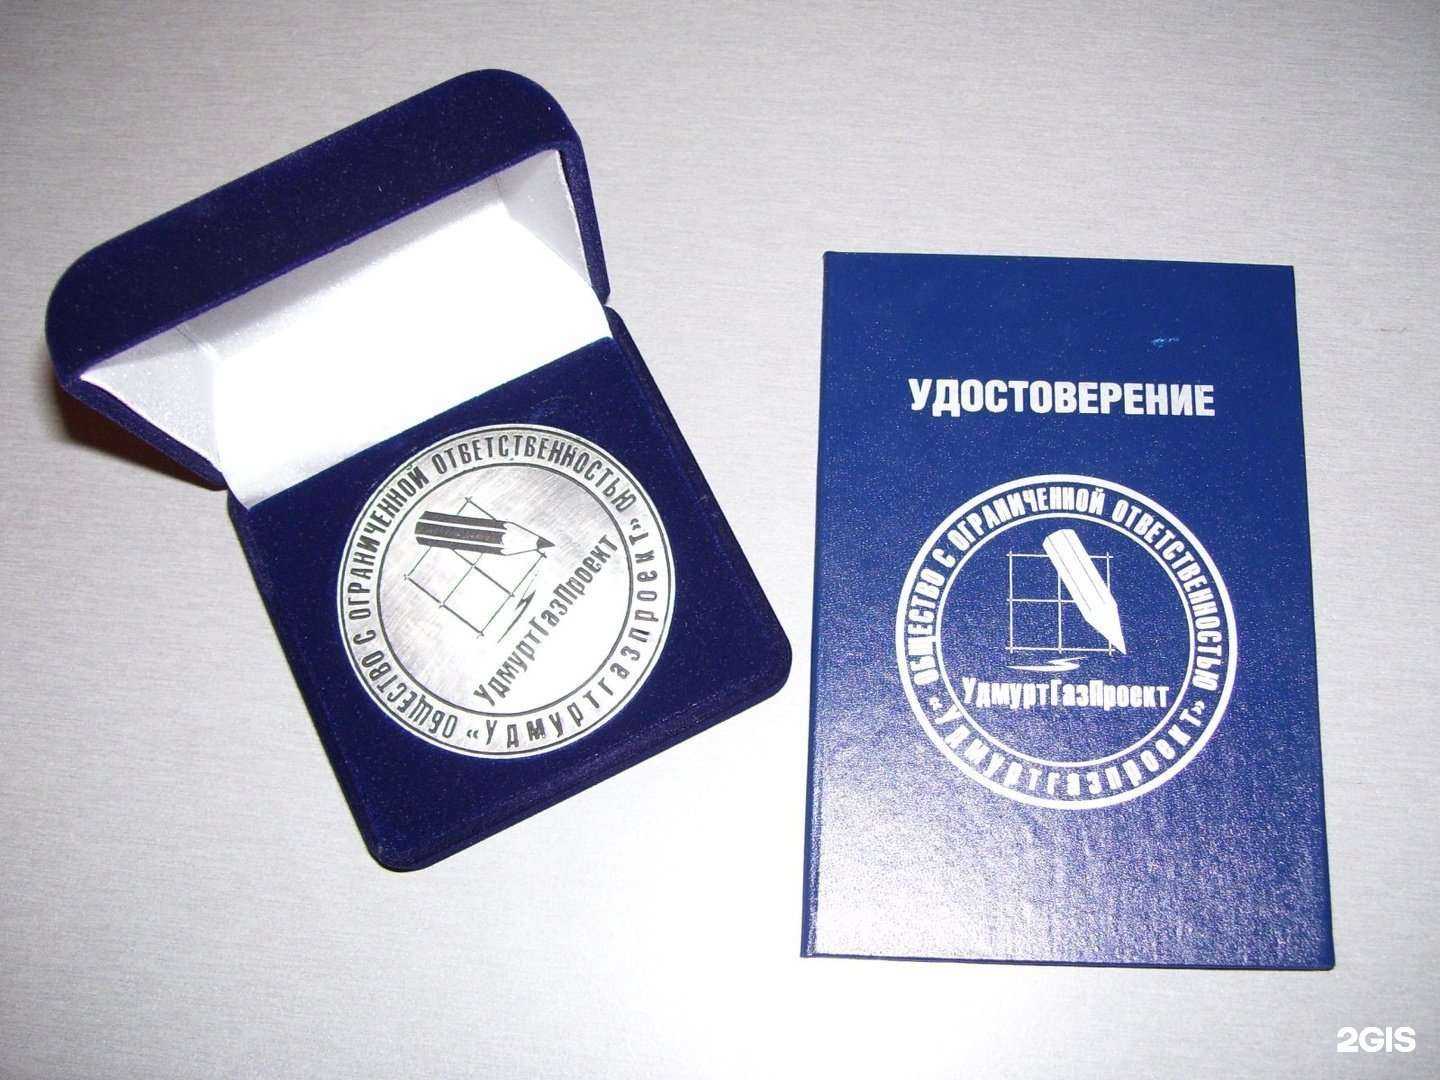 ОБЩЕСТВО С ОГРАНИЧЕННОЙ ОТВЕТСТВЕННОСТЬЮ
"Удмуртгазпроект"
УдмуртГазПроект
УДОСТОВЕРЕНИЕ
ОБЩЕСТВО С ОГРАНИЧЕННОЙ ОТВЕТСТВЕННОСТЬЮ
"Удмуртгазпроект"
УдмуртГазПроект
2GIS